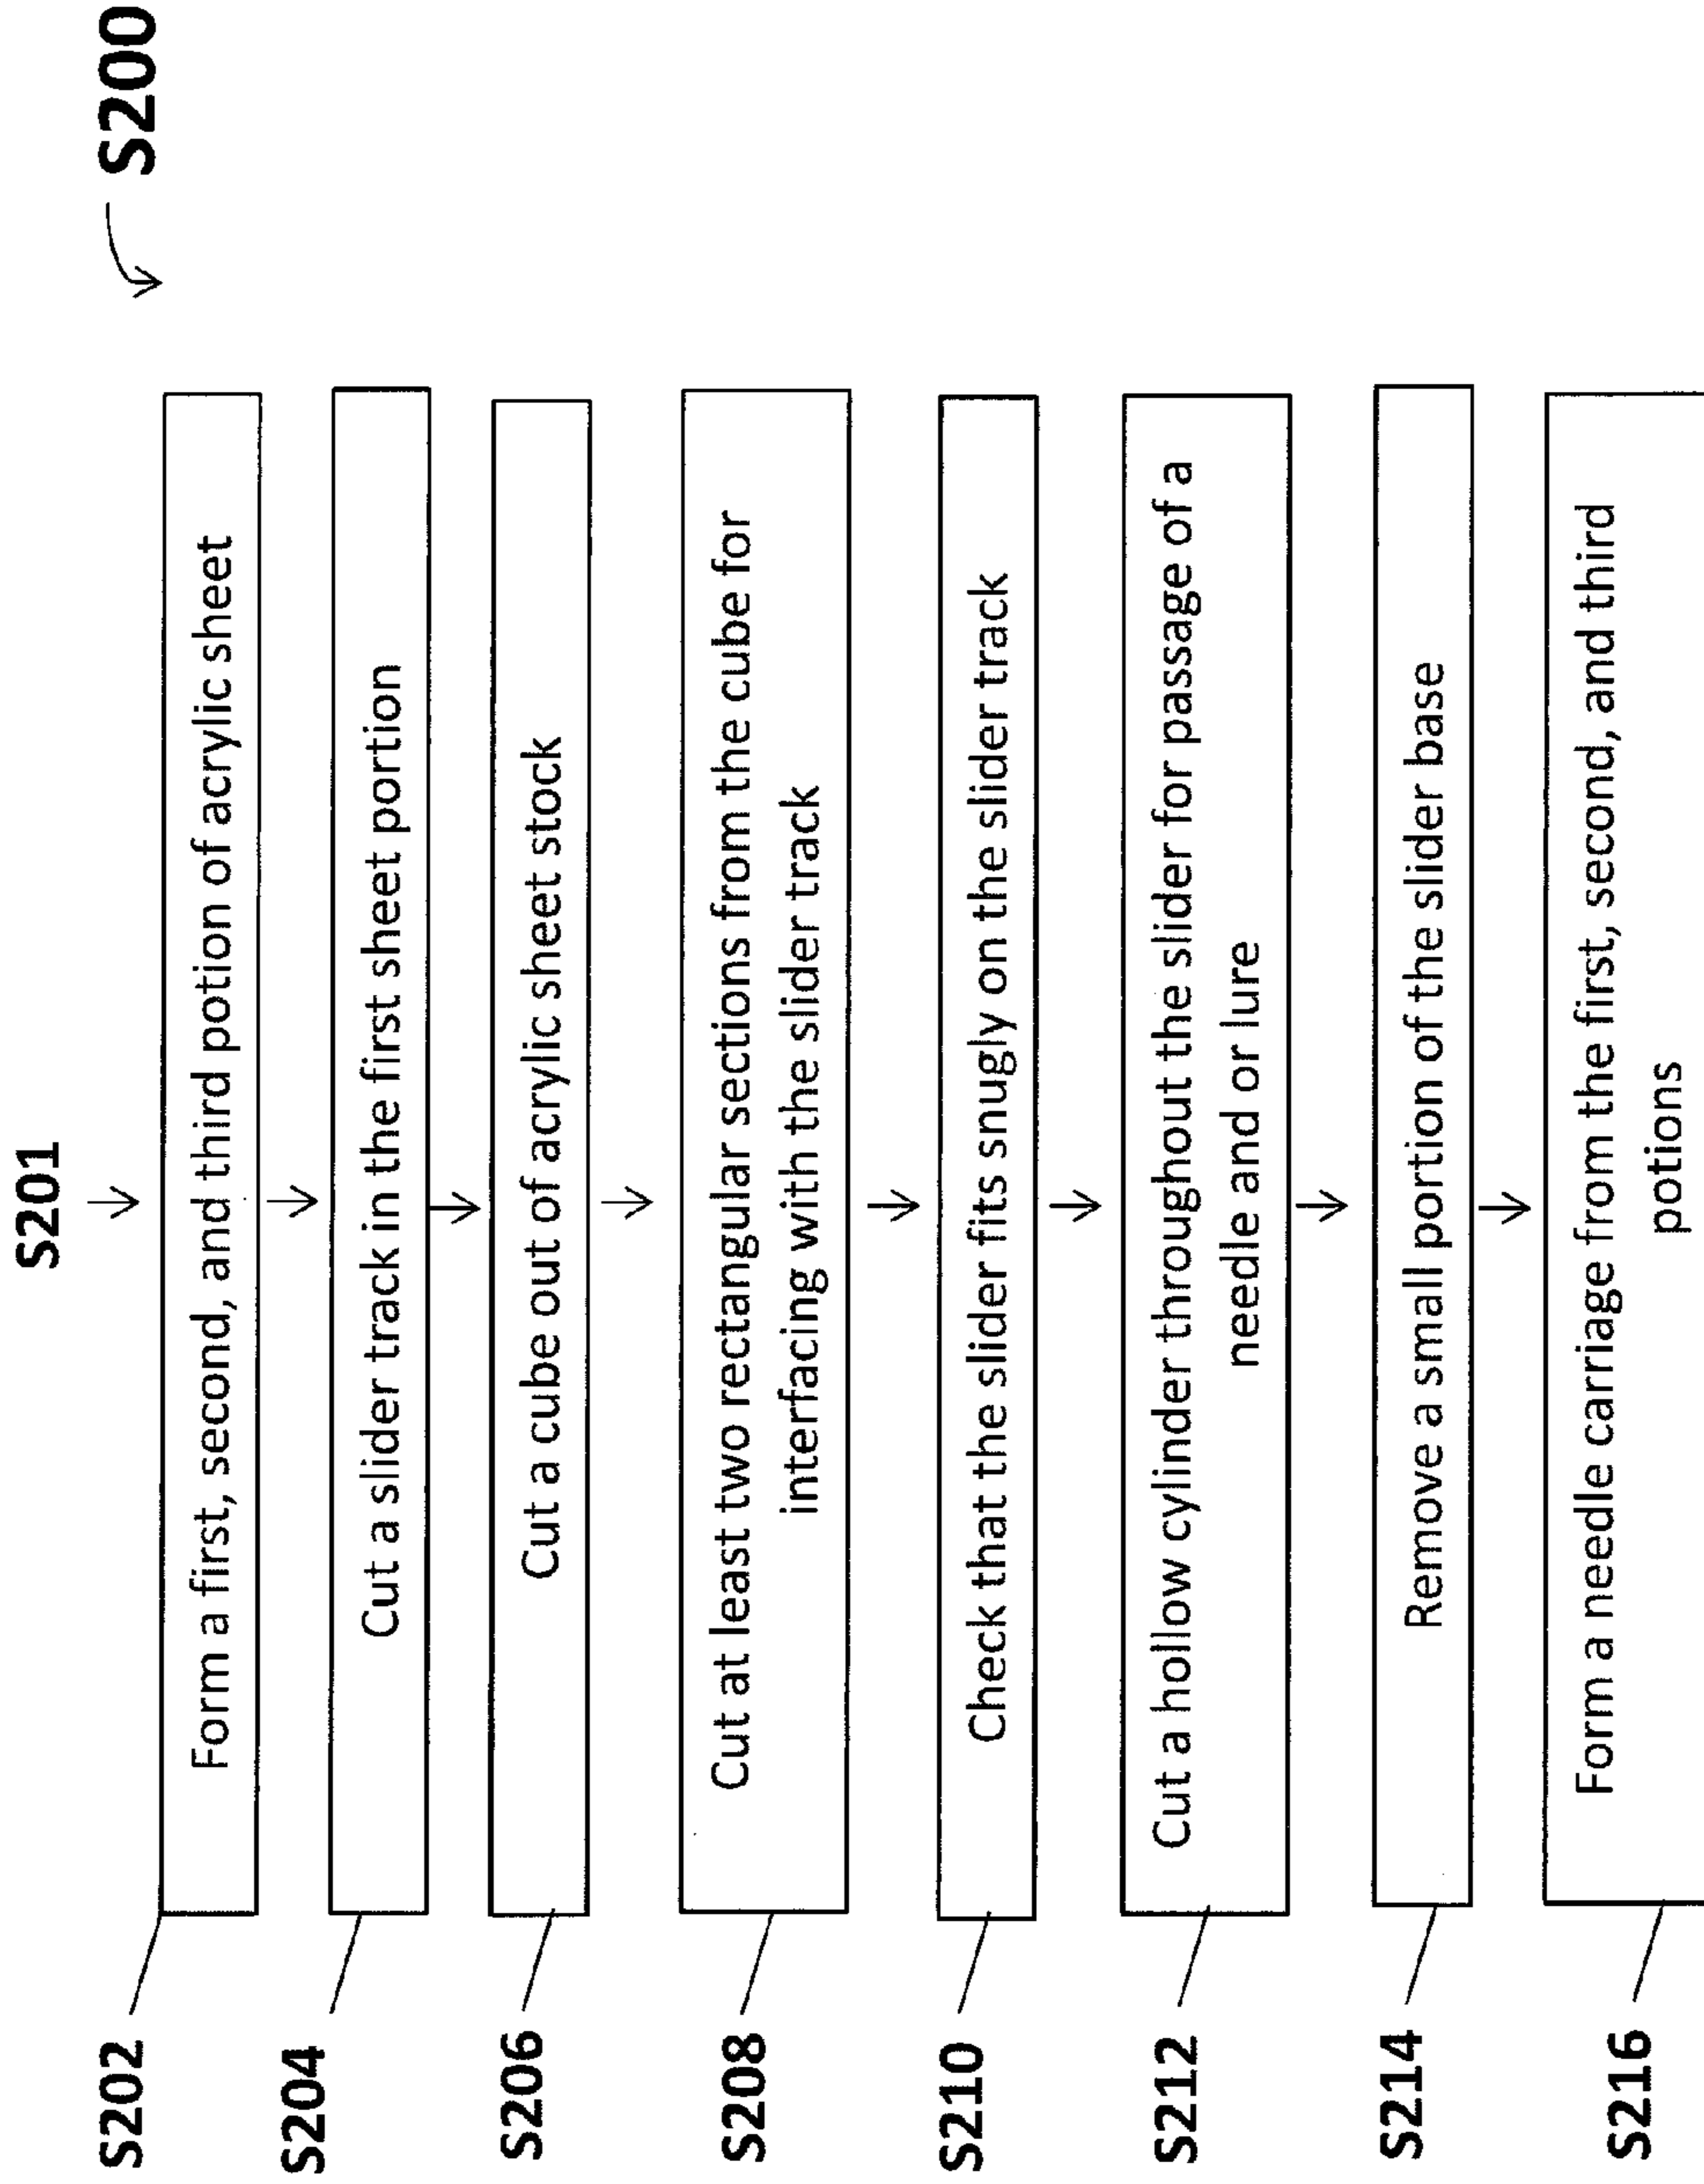 S200
S201
S202
Form a first, second, and third potion of acrylic sheet
S204
Cut a slider track in the first sheet portion
S206
Cut a cube out of acrylic sheet stock
S208
Cut at least two rectangular sections from the cube for
interfacing with the slider track
S210
Check that the slider fits snugly on the slider track
S212
Cut a hollow cylinder throughout the slider for passage of a
needle and or lure
S214
Remove a small portion of the slider base
S216
Form a needle carriage from the first, second, and third
potions